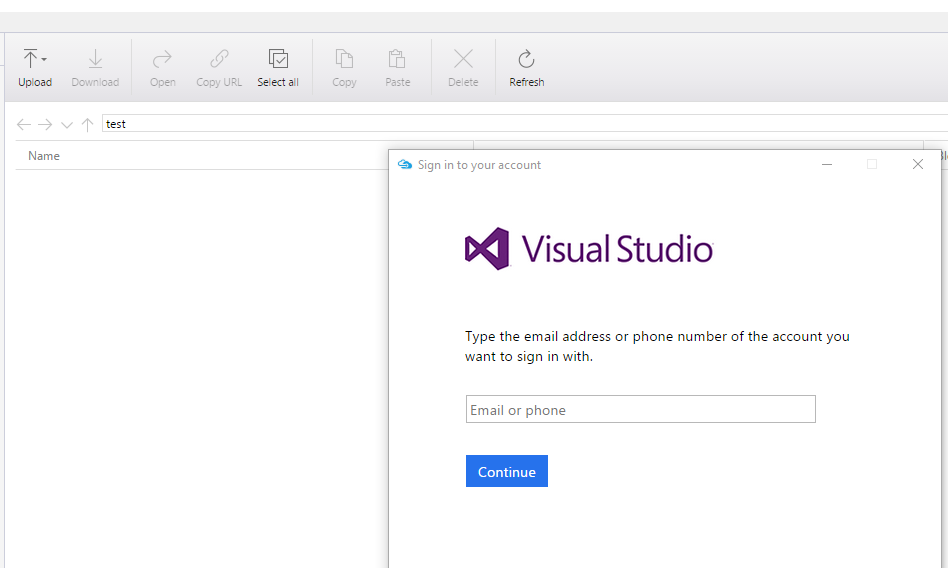 Upload Download Open Copy URL Select all Copy Paste Delete Refresh
test
Name
Sign in to your account
Visual Studio
Type the email address or phone number of the account you
want to sign in with.
Email or phone
Continue